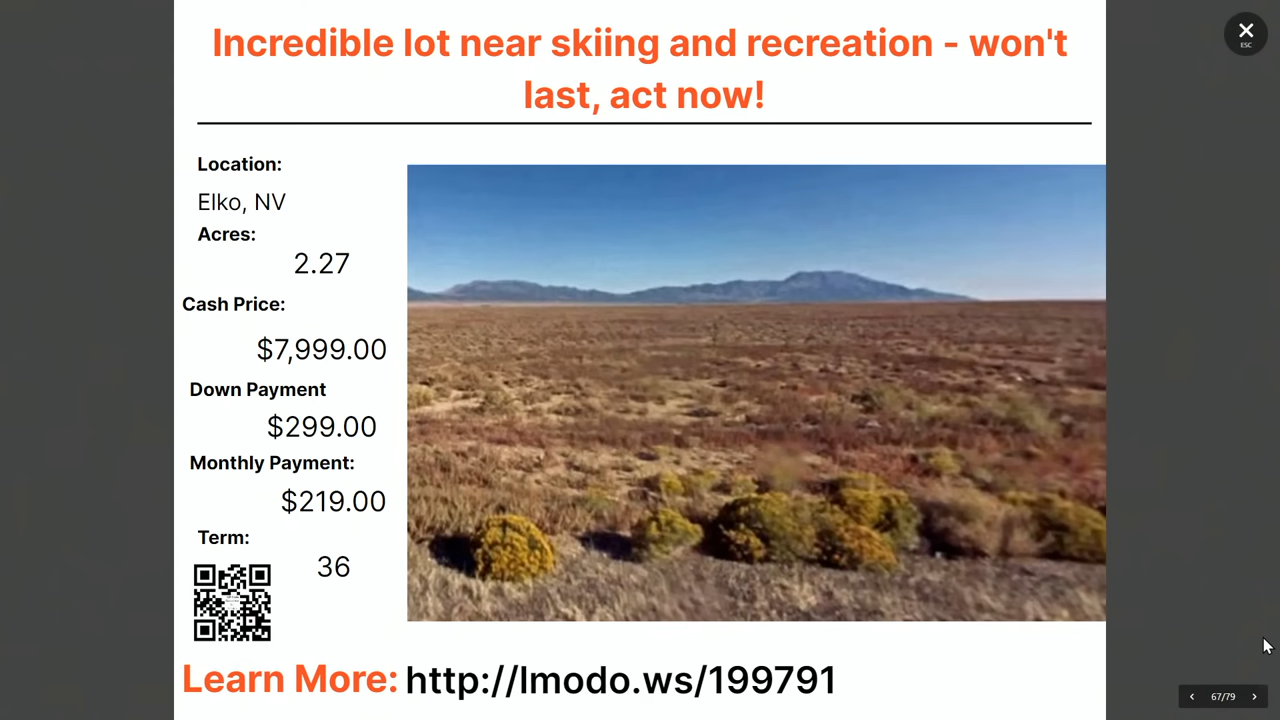 Incredible lot near skiing and recreation - won't
last, act now!
ESC
Location:
Elko, NV
Acres:
2.27
Cash Price:
$7,999.00
Down Payment
$299.00
Monthly Payment:
$219.00
Term:
36
Learn More: http://lmodo.ws/199791
67/79